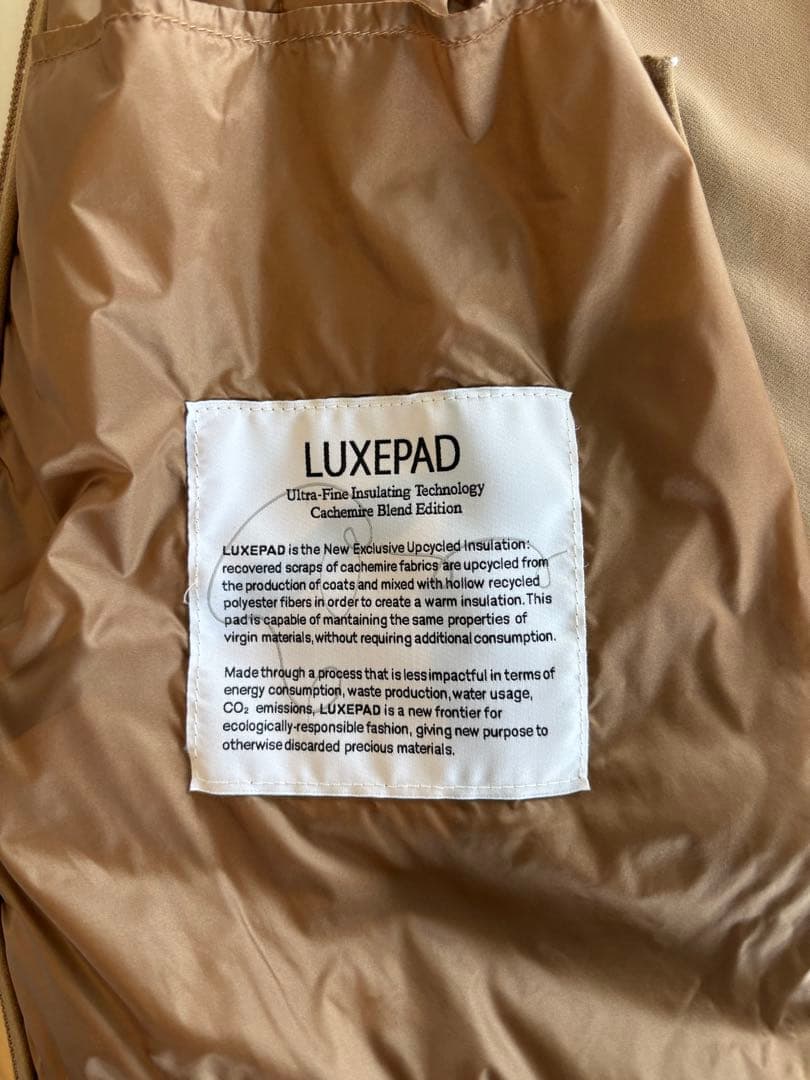 LUXEPAD
Ultra-Fine Insulating Technology
Cachemire Blend Edition
LUXEPAD is the New Exclusive Upcycled Insulation:
recovered scraps of cachemire fabrics are upcycled from
the production of coats and mixed with hollow recycled
polyester fibers in order to create a warm insulation. This
pad is capable of mantaining the same properties of
virgin materials, without requiring additional consumption.
Made through a process that is less impactful in terms of
energy consumption, waste production, water usage,
CO₂ emissions, LUXEPAD is a new frontier for
ecologically-responsible fashion, giving new purpose to
otherwise discarded precious materials.